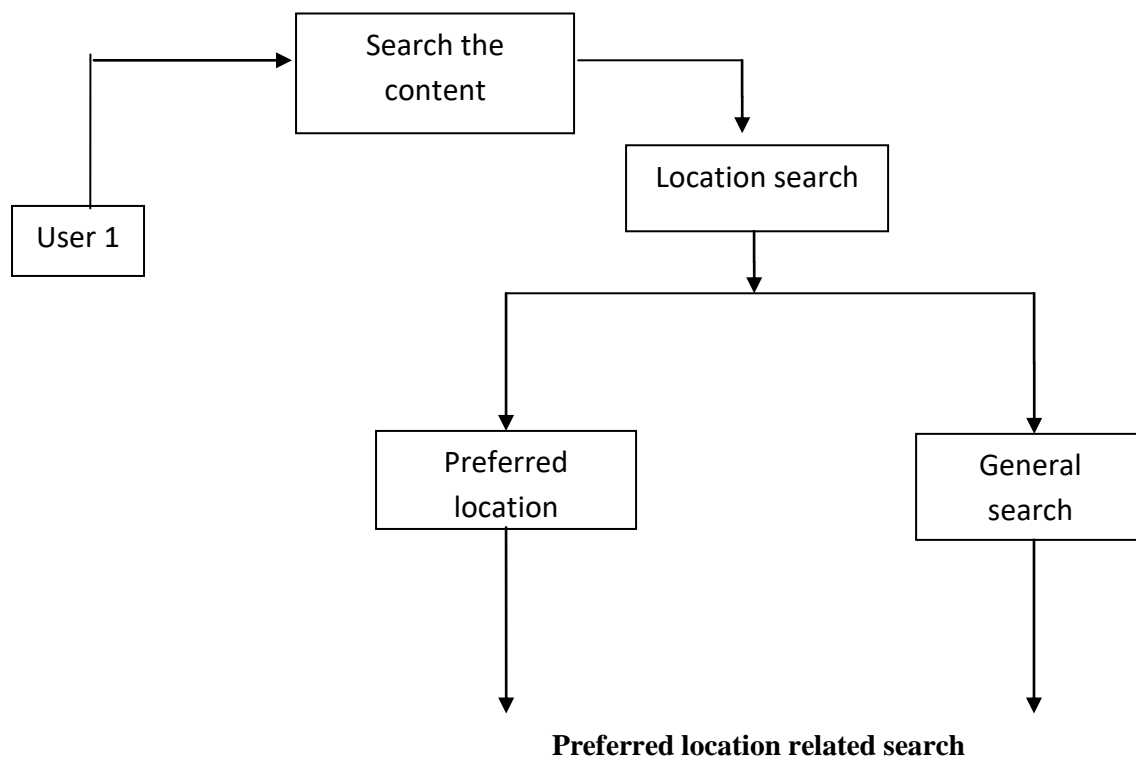 Search the
content
Location search
User 1
Preferred
location
General
search
Preferred location related search